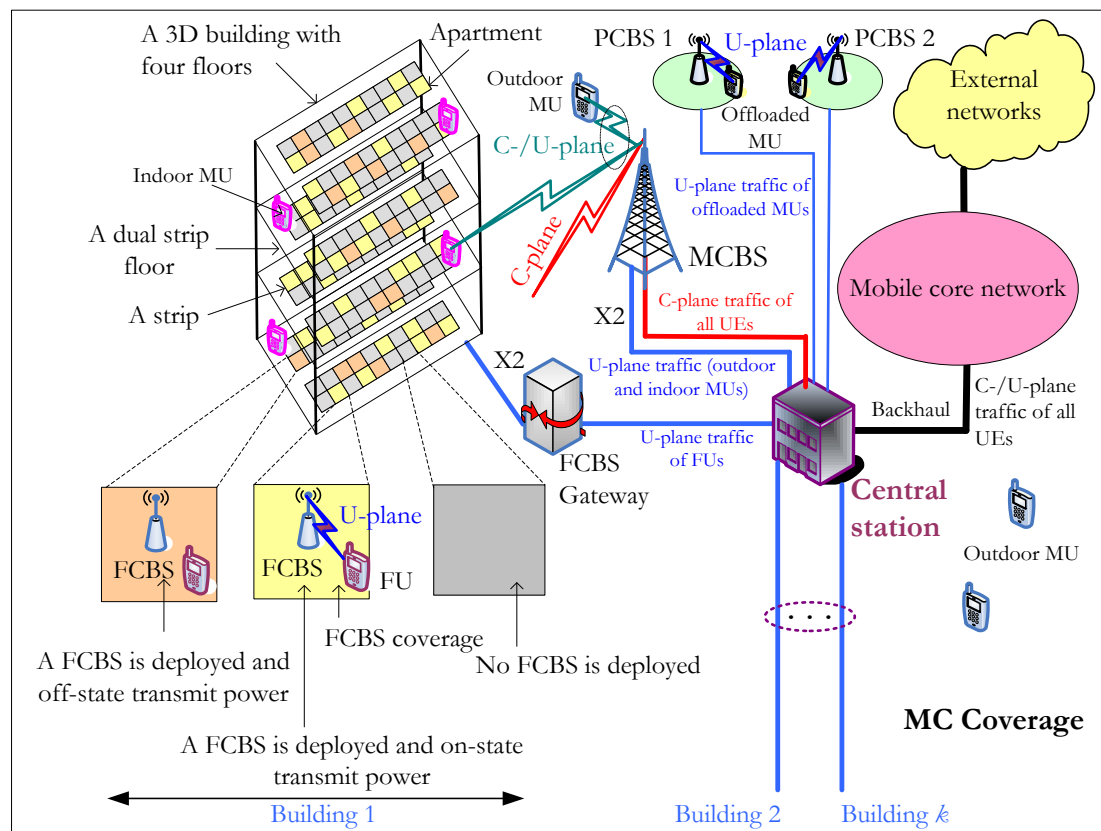 A 3D building with
four floors
Apartment
Outdoor
MU
PCBS 1
U-plane
PCBS 2
External
networks
Offloaded
MU
C-/U-plane
Indoor MU
U-plane traffic of
offloaded MUs
A dual strip
floor
C-plane
MCBS
Mobile core network
A strip
X2
C-plane traffic of
all UEs
X2
U-plane traffic (outdoor
and indoor MUs)
C-/U-plane
traffic of all
UEs
Backhaul
U-plane traffic
of FUs
FCBS
Gateway
Central
station
U-plane
FCBS
FCBS
FU
Outdoor MU
FCBS coverage
. . .
No FCBS is deployed
A FCBS is deployed and
off-state transmit power
MC Coverage
A FCBS is deployed and on-state
transmit power
Building 1
Building 2
Building k